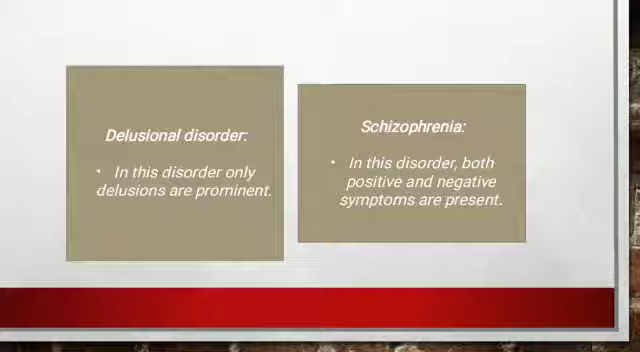 Delusional disorder:
• In this disorder only
delusions are prominent.
Schizophrenia:
• In this disorder, both
positive and negative
symptoms are present.